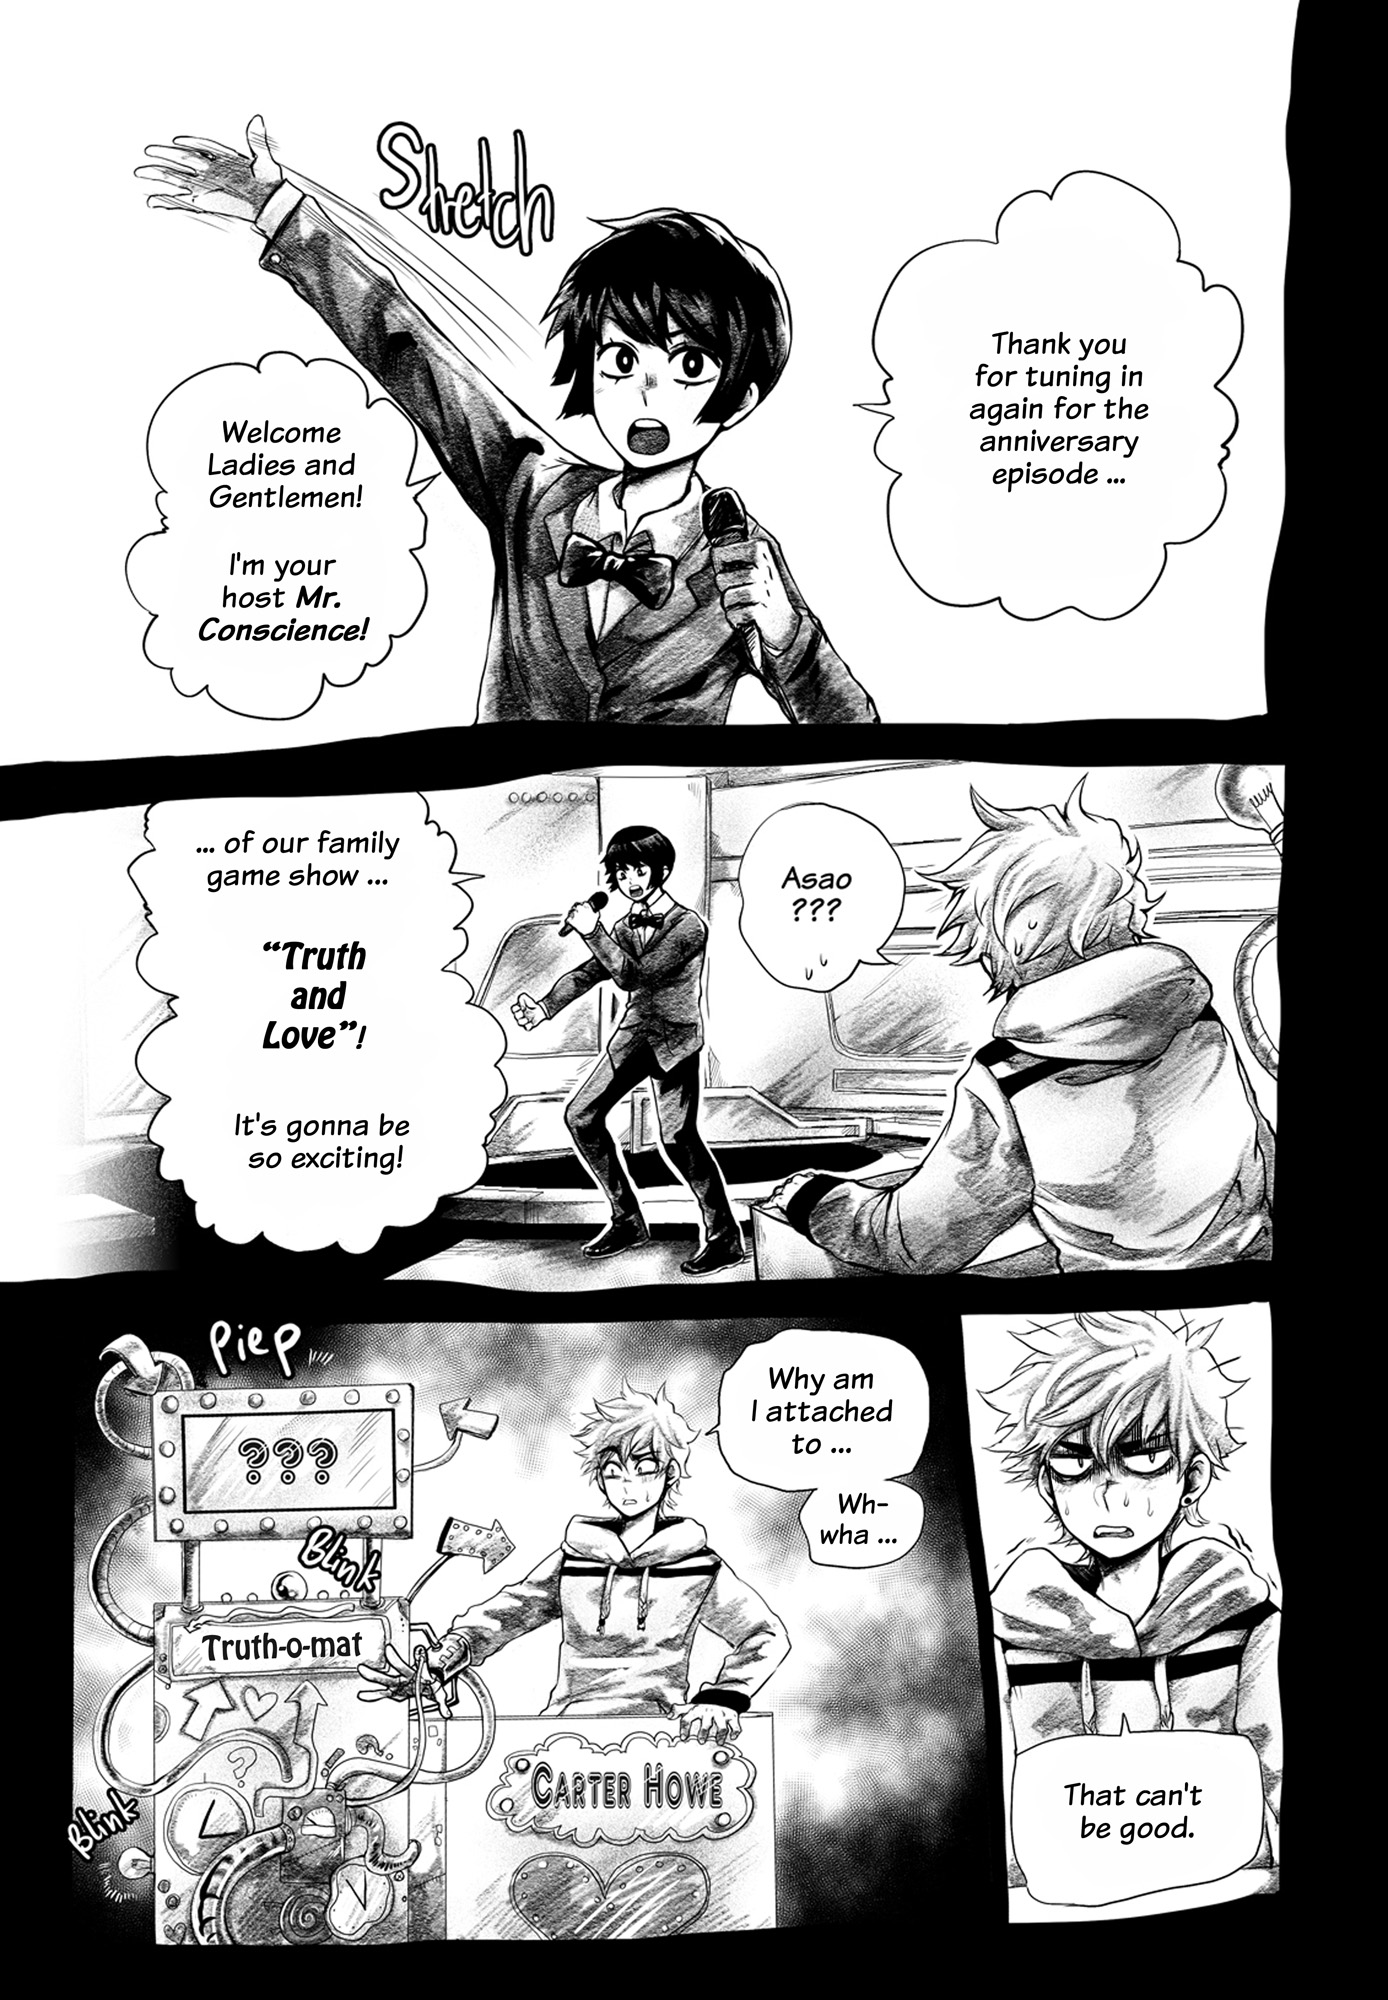 Stretch
Welcome
Ladies and
Gentlemen!
I'm your
host Mr.
Conscience!
Thank you
for tuning in
again for the
anniversary
episode ...
... of our family
game show ...
“Truth
and
Love”!
It's gonna be
so exciting!
Asao
???
Piep
???
Blink
Truth-o-mat
Blink
?
Why am
I attached
to ...
Wh-
wha ...
CARTER HOWE
That can't
be good.